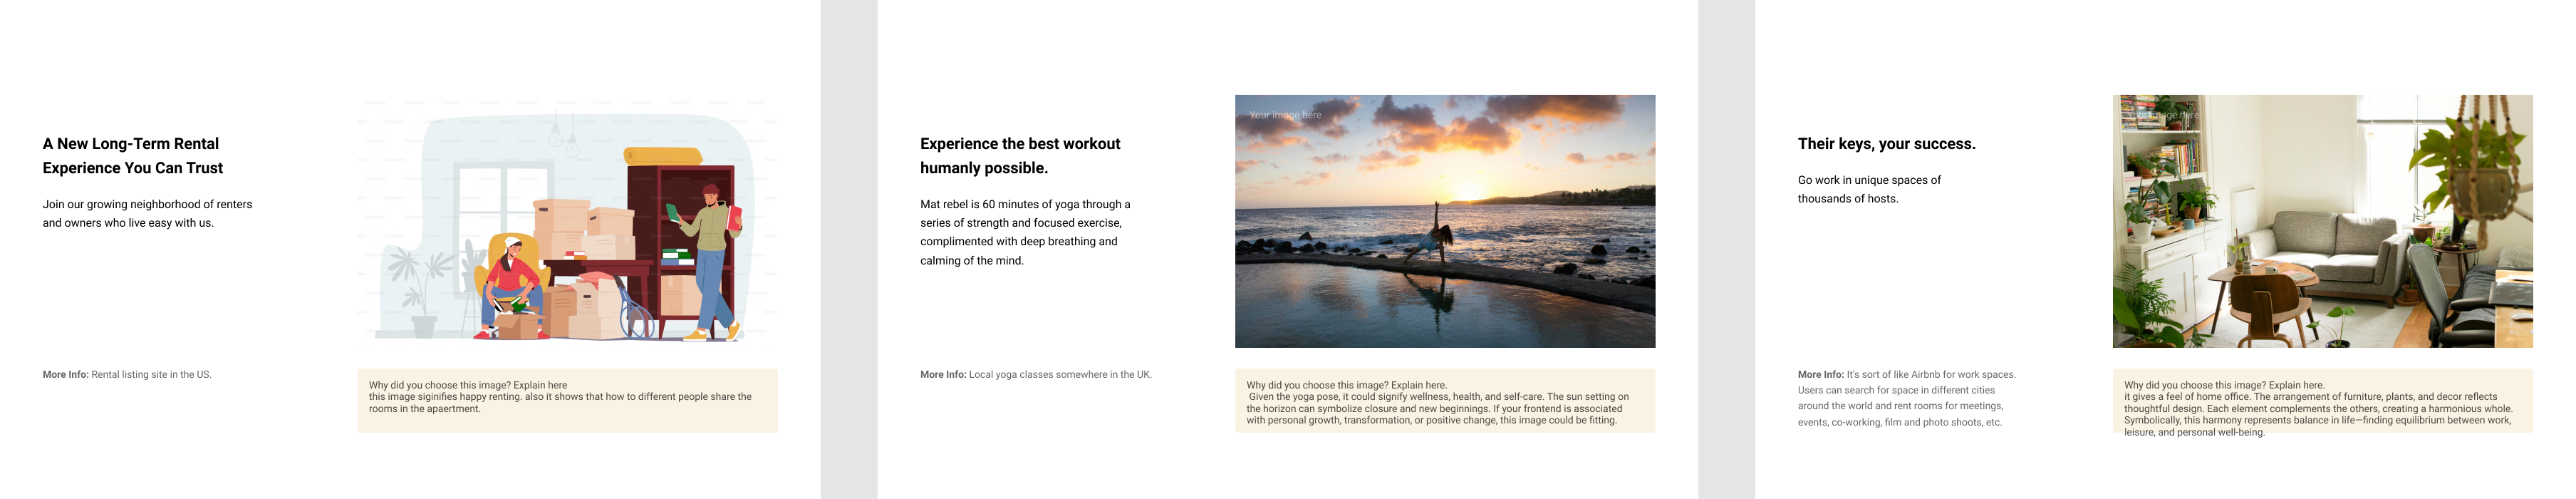 A New Long-Term Rental
Experience You Can Trust
Join our growing neighborhood of renters
and owners who live easy with us.
More Info: Rental listing site in the US.
Why did you choose this image? Explain here
this image siginifies happy renting. also it shows that how to different people share the
rooms in the apaertment.
Experience the best workout
humanly possible.
Mat rebel is 60 minutes of yoga through a
series of strength and focused exercise,
complimented with deep breathing and
calming of the mind.
More Info: Local yoga classes somewhere in the UK.
Your image here
Why did you choose this image? Explain here.
Given the yoga pose, it could signify wellness, health, and self-care. The sun setting on
the horizon can symbolize closure and new beginnings. If your frontend is associated
with personal growth, transformation, or positive change, this image could be fitting.
Their keys, your success.
Go work in unique spaces of
thousands of hosts.
More Info: It's sort of like Airbnb for work spaces.
Users can search for space in different cities
around the world and rent rooms for meetings,
events, co-working, film and photo shoots, etc.
Your image here
Why did you choose this image? Explain here.
it gives a feel of home office. The arrangement of furniture, plants, and decor reflects
thoughtful design. Each element complements the others, creating a harmonious whole.
Symbolically, this harmony represents balance in life—finding equilibrium between work,
leisure, and personal well-being.